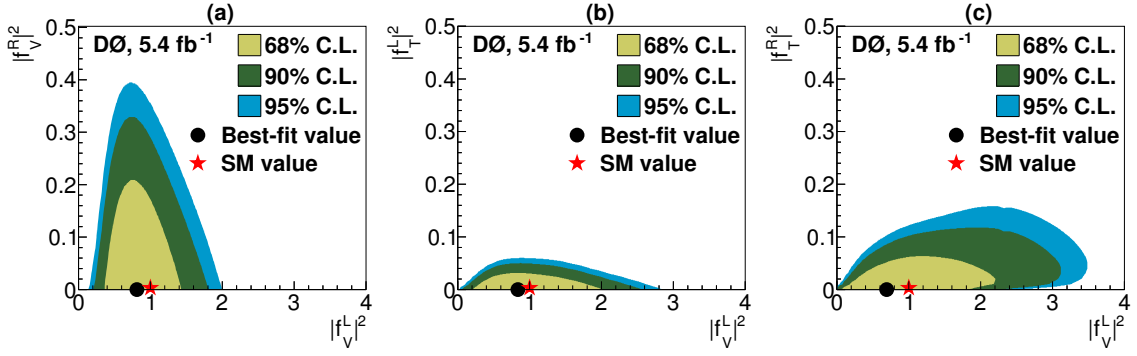 (a)
|f_V^R|^2
DØ, 5.4 fb^-1
68% C.L.
90% C.L.
95% C.L.
Best-fit value
SM value
0.5
0.4
0.3
0.2
0.1
0
0 1 2 3 4
|f_V^L|^2
(b)
|f_T^L|^2
DØ, 5.4 fb^-1
68% C.L.
90% C.L.
95% C.L.
Best-fit value
SM value
0.5
0.4
0.3
0.2
0.1
0
0 1 2 3 4
|f_V^L|^2
(c)
|f_T^R|^2
DØ, 5.4 fb^-1
68% C.L.
90% C.L.
95% C.L.
Best-fit value
SM value
0.5
0.4
0.3
0.2
0.1
0
0 1 2 3 4
|f_V^L|^2